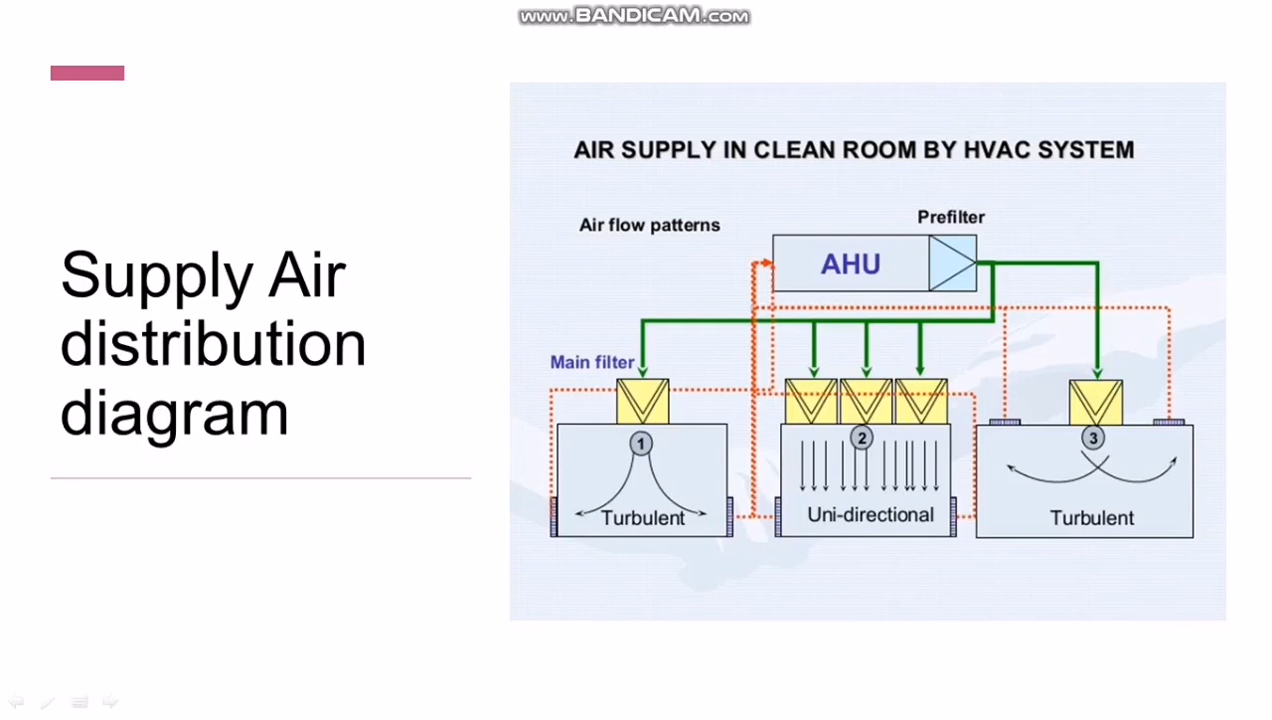 www.BANDICAM.com
Supply Air
distribution
diagram
AIR SUPPLY IN CLEAN ROOM BY HVAC SYSTEM
Air flow patterns
Prefilter
AHU
Main filter
1
2
3
Turbulent
Uni-directional
Turbulent